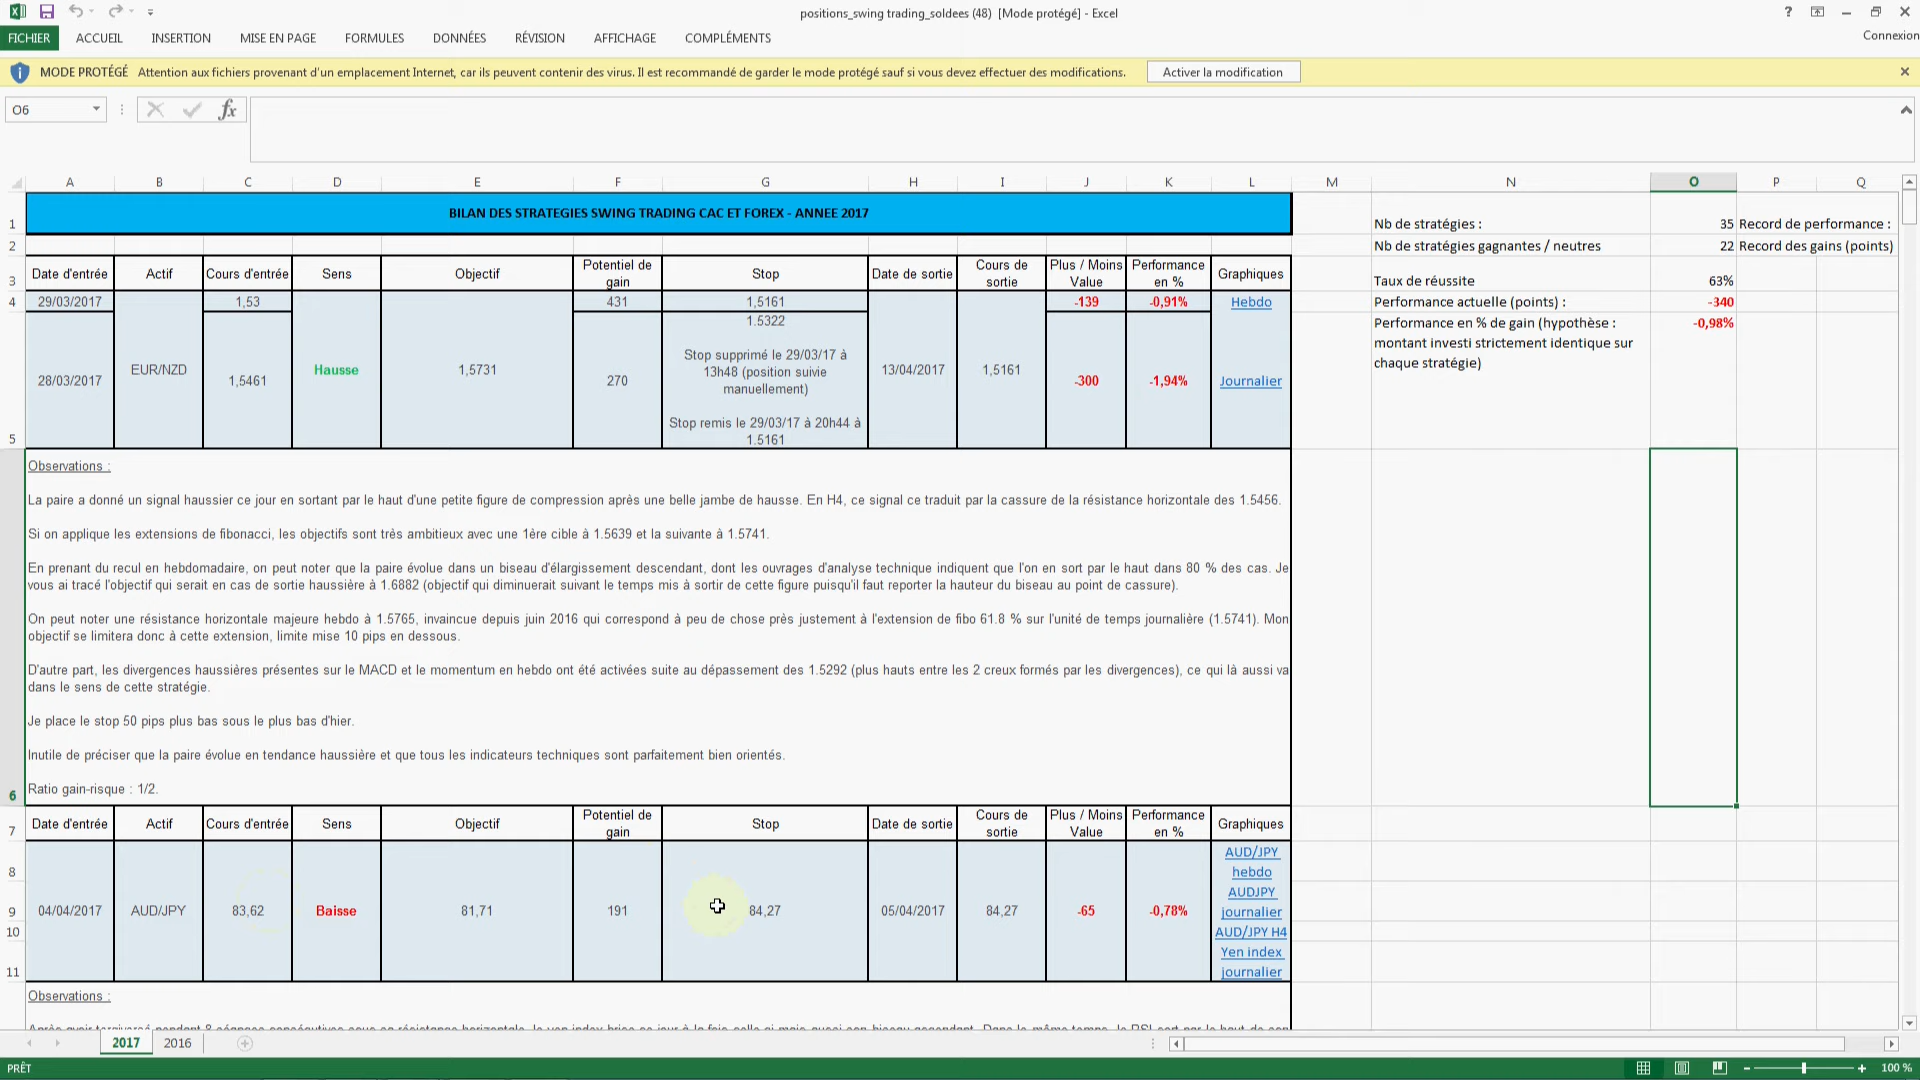 positions_swing trading_soldees (48) [Mode protégé] - Excel
?
Connexion
FICHIER ACCUEIL INSERTION MISE EN PAGE FORMULES DONNÉES RÉVISION AFFICHAGE COMPLÉMENTS
MODE PROTÉGÉ Attention aux fichiers provenant d'un emplacement Internet, car ils peuvent contenir des virus. Il est recommandé de garder le mode protégé sauf si vous devez effectuer des modifications. Activer la modification
O6 fx
A B C D E F G H I J K L M N O P Q
1 BILAN DES STRATEGIES SWING TRADING CAC ET FOREX - ANNEE 2017
Nb de stratégies : 35 Record de performance :
2 Nb de stratégies gagnantes / neutres 22 Record des gains (points)
3 Date d'entrée Actif Cours d'entrée Sens Objectif Potentiel de gain Stop Date de sortie Cours de sortie Plus / Moins Value Performance en % Graphiques
Taux de réussite 63%
4 29/03/2017 1,53 431 1,5161 -139 -0,91% Hebdo
Performance actuelle (points) : -340
Performance en % de gain (hypothèse : -0,98%
montant investi strictement identique sur
chaque stratégie)
5 28/03/2017 EUR/NZD 1,5461 Hausse 1,5731 270
1.5322
Stop supprimé le 29/03/17 à
13h48 (position suivie
manuellement)
Stop remis le 29/03/17 à 20h44 à
1.5161
13/04/2017 1,5161 -300 -1,94% Journalier
6
Observations :
La paire a donné un signal haussier ce jour en sortant par le haut d'une petite figure de compression après une belle jambe de hausse. En H4, ce signal ce traduit par la cassure de la résistance horizontale des 1.5456.
Si on applique les extensions de fibonacci, les objectifs sont très ambitieux avec une 1ère cible à 1.5639 et la suivante à 1.5741.
En prenant du recul en hebdomadaire, on peut noter que la paire évolue dans un biseau d'élargissement descendant, dont les ouvrages d'analyse technique indiquent que l'on en sort par le haut dans 80 % des cas. Je
vous ai tracé l'objectif qui serait en cas de sortie haussière à 1.6882 (objectif qui diminuerait suivant le temps mis à sortir de cette figure puisqu'il faut reporter la hauteur du biseau au point de cassure).
On peut noter une résistance horizontale majeure hebdo à 1.5765, invaincue depuis juin 2016 qui correspond à peu de chose près justement à l'extension de fibo 61.8 % sur l'unité de temps journalière (1.5741). Mon
objectif se limitera donc à cette extension, limite mise 10 pips en dessous.
D'autre part, les divergences haussières présentes sur le MACD et le momentum en hebdo ont été activées suite au dépassement des 1.5292 (plus hauts entre les 2 creux formés par les divergences), ce qui là aussi va
dans le sens de cette stratégie.
Je place le stop 50 pips plus bas sous le plus bas d'hier.
Inutile de préciser que la paire évolue en tendance haussière et que tous les indicateurs techniques sont parfaitement bien orientés.
Ratio gain-risque : 1/2.
7 Date d'entrée Actif Cours d'entrée Sens Objectif Potentiel de gain Stop Date de sortie Cours de sortie Plus / Moins Value Performance en % Graphiques
8 9 10 11
04/04/2017 AUD/JPY 83,62 Baisse 81,71 191 84,27 05/04/2017 84,27 -65 -0,78%
AUD/JPY
hebdo
AUDJPY
journalier
AUD/JPY H4
Yen index
journalier
Observations :
2017 2016
PRÊT
100 %